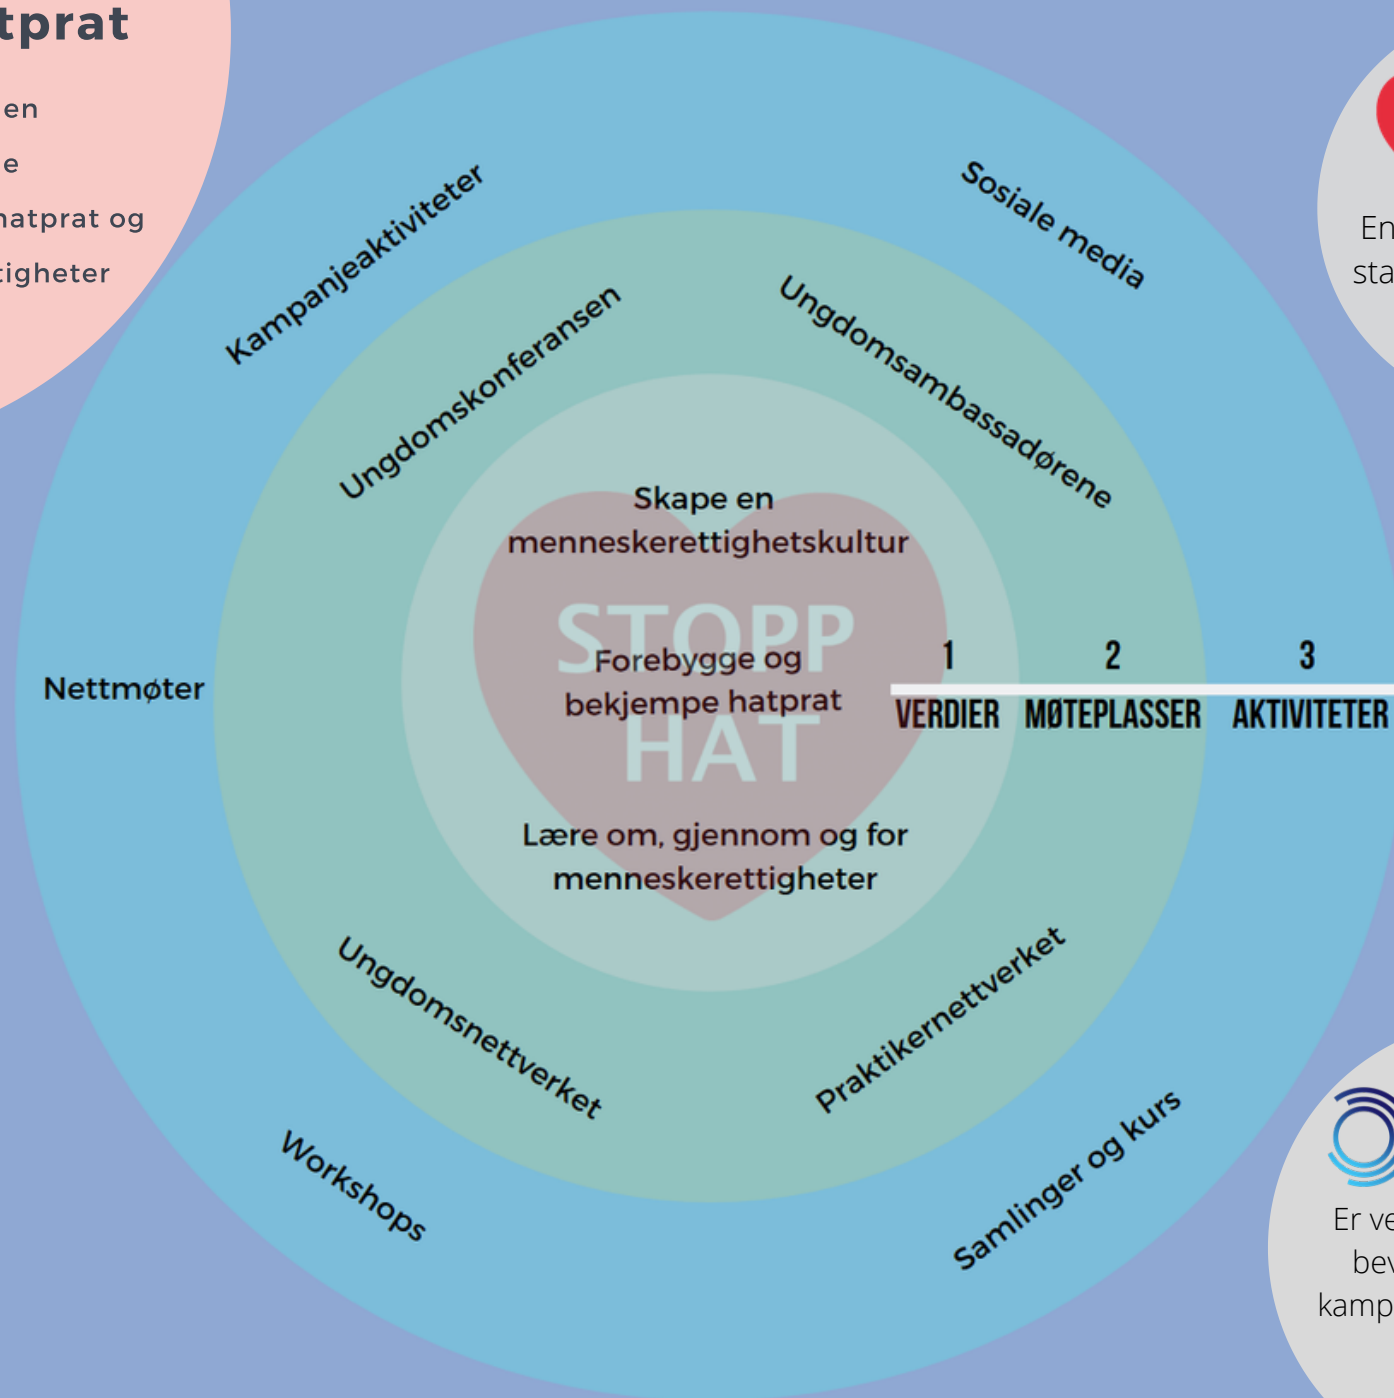 tprat
en
e
hatprat og
tigheter
Kampanjeaktiviteter
Sosiale media
Ungdomskonferansen
Ungdomsambassadørene
Skape en
menneskerettighetskultur
STOPP
HAT
Forebygge og
bekjempe hatprat
Lære om, gjennom og for
menneskerettigheter
1
VERDIER
2
MØTEPLASSER
3
AKTIVITETER
Nettmøter
Ungdomsnettverket
Praktikernettverket
Workshops
Samlinger og kurs
En
sta
Er ve
bev
kamp